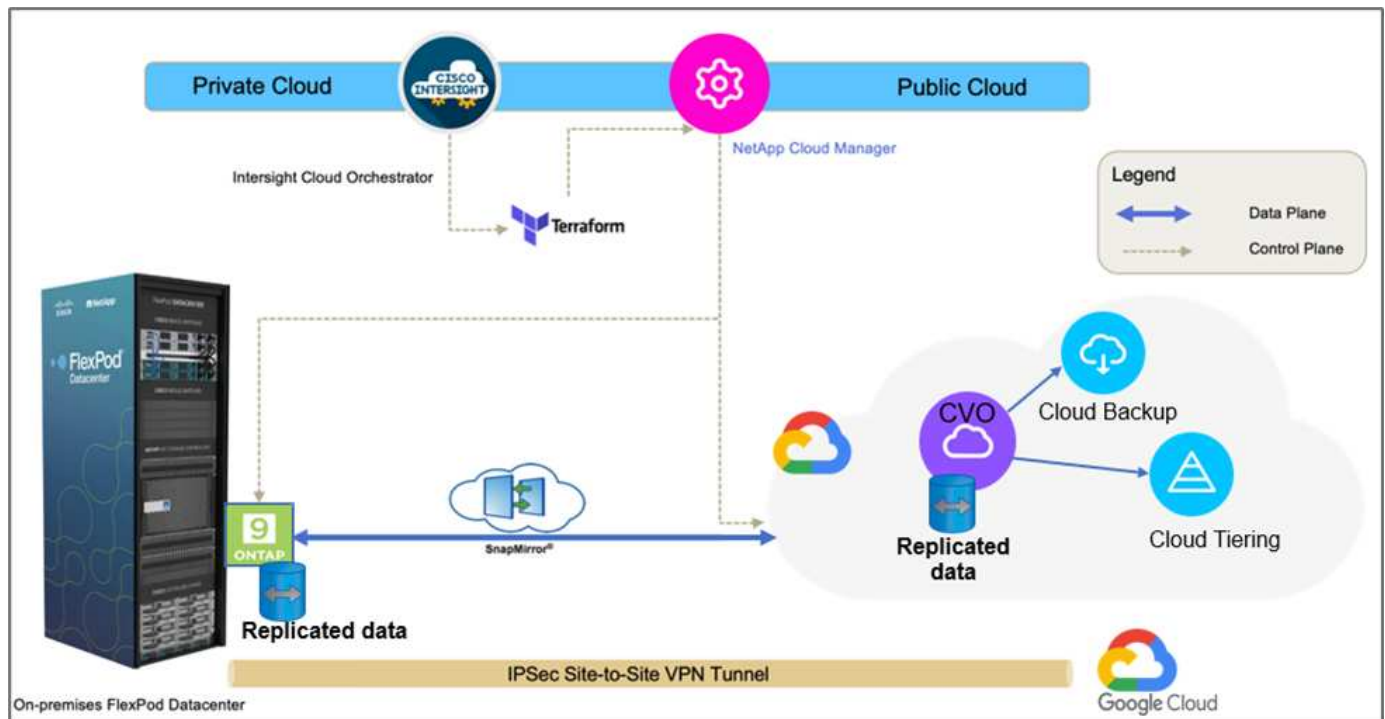 Private Cloud
CISCO
INTERSIGHT
Public Cloud
NetApp Cloud Manager
Intersight Cloud Orchestrator
Terraform
Legend
Data Plane
Control Plane
CISCO
NetApp
FlexPod
Datacenter
CVO
Cloud Backup
Cloud Tiering
Replicated
data
9
ONTAP
SnapMirror®
Replicated data
IPSec Site-to-Site VPN Tunnel
On-premises FlexPod Datacenter
Google Cloud